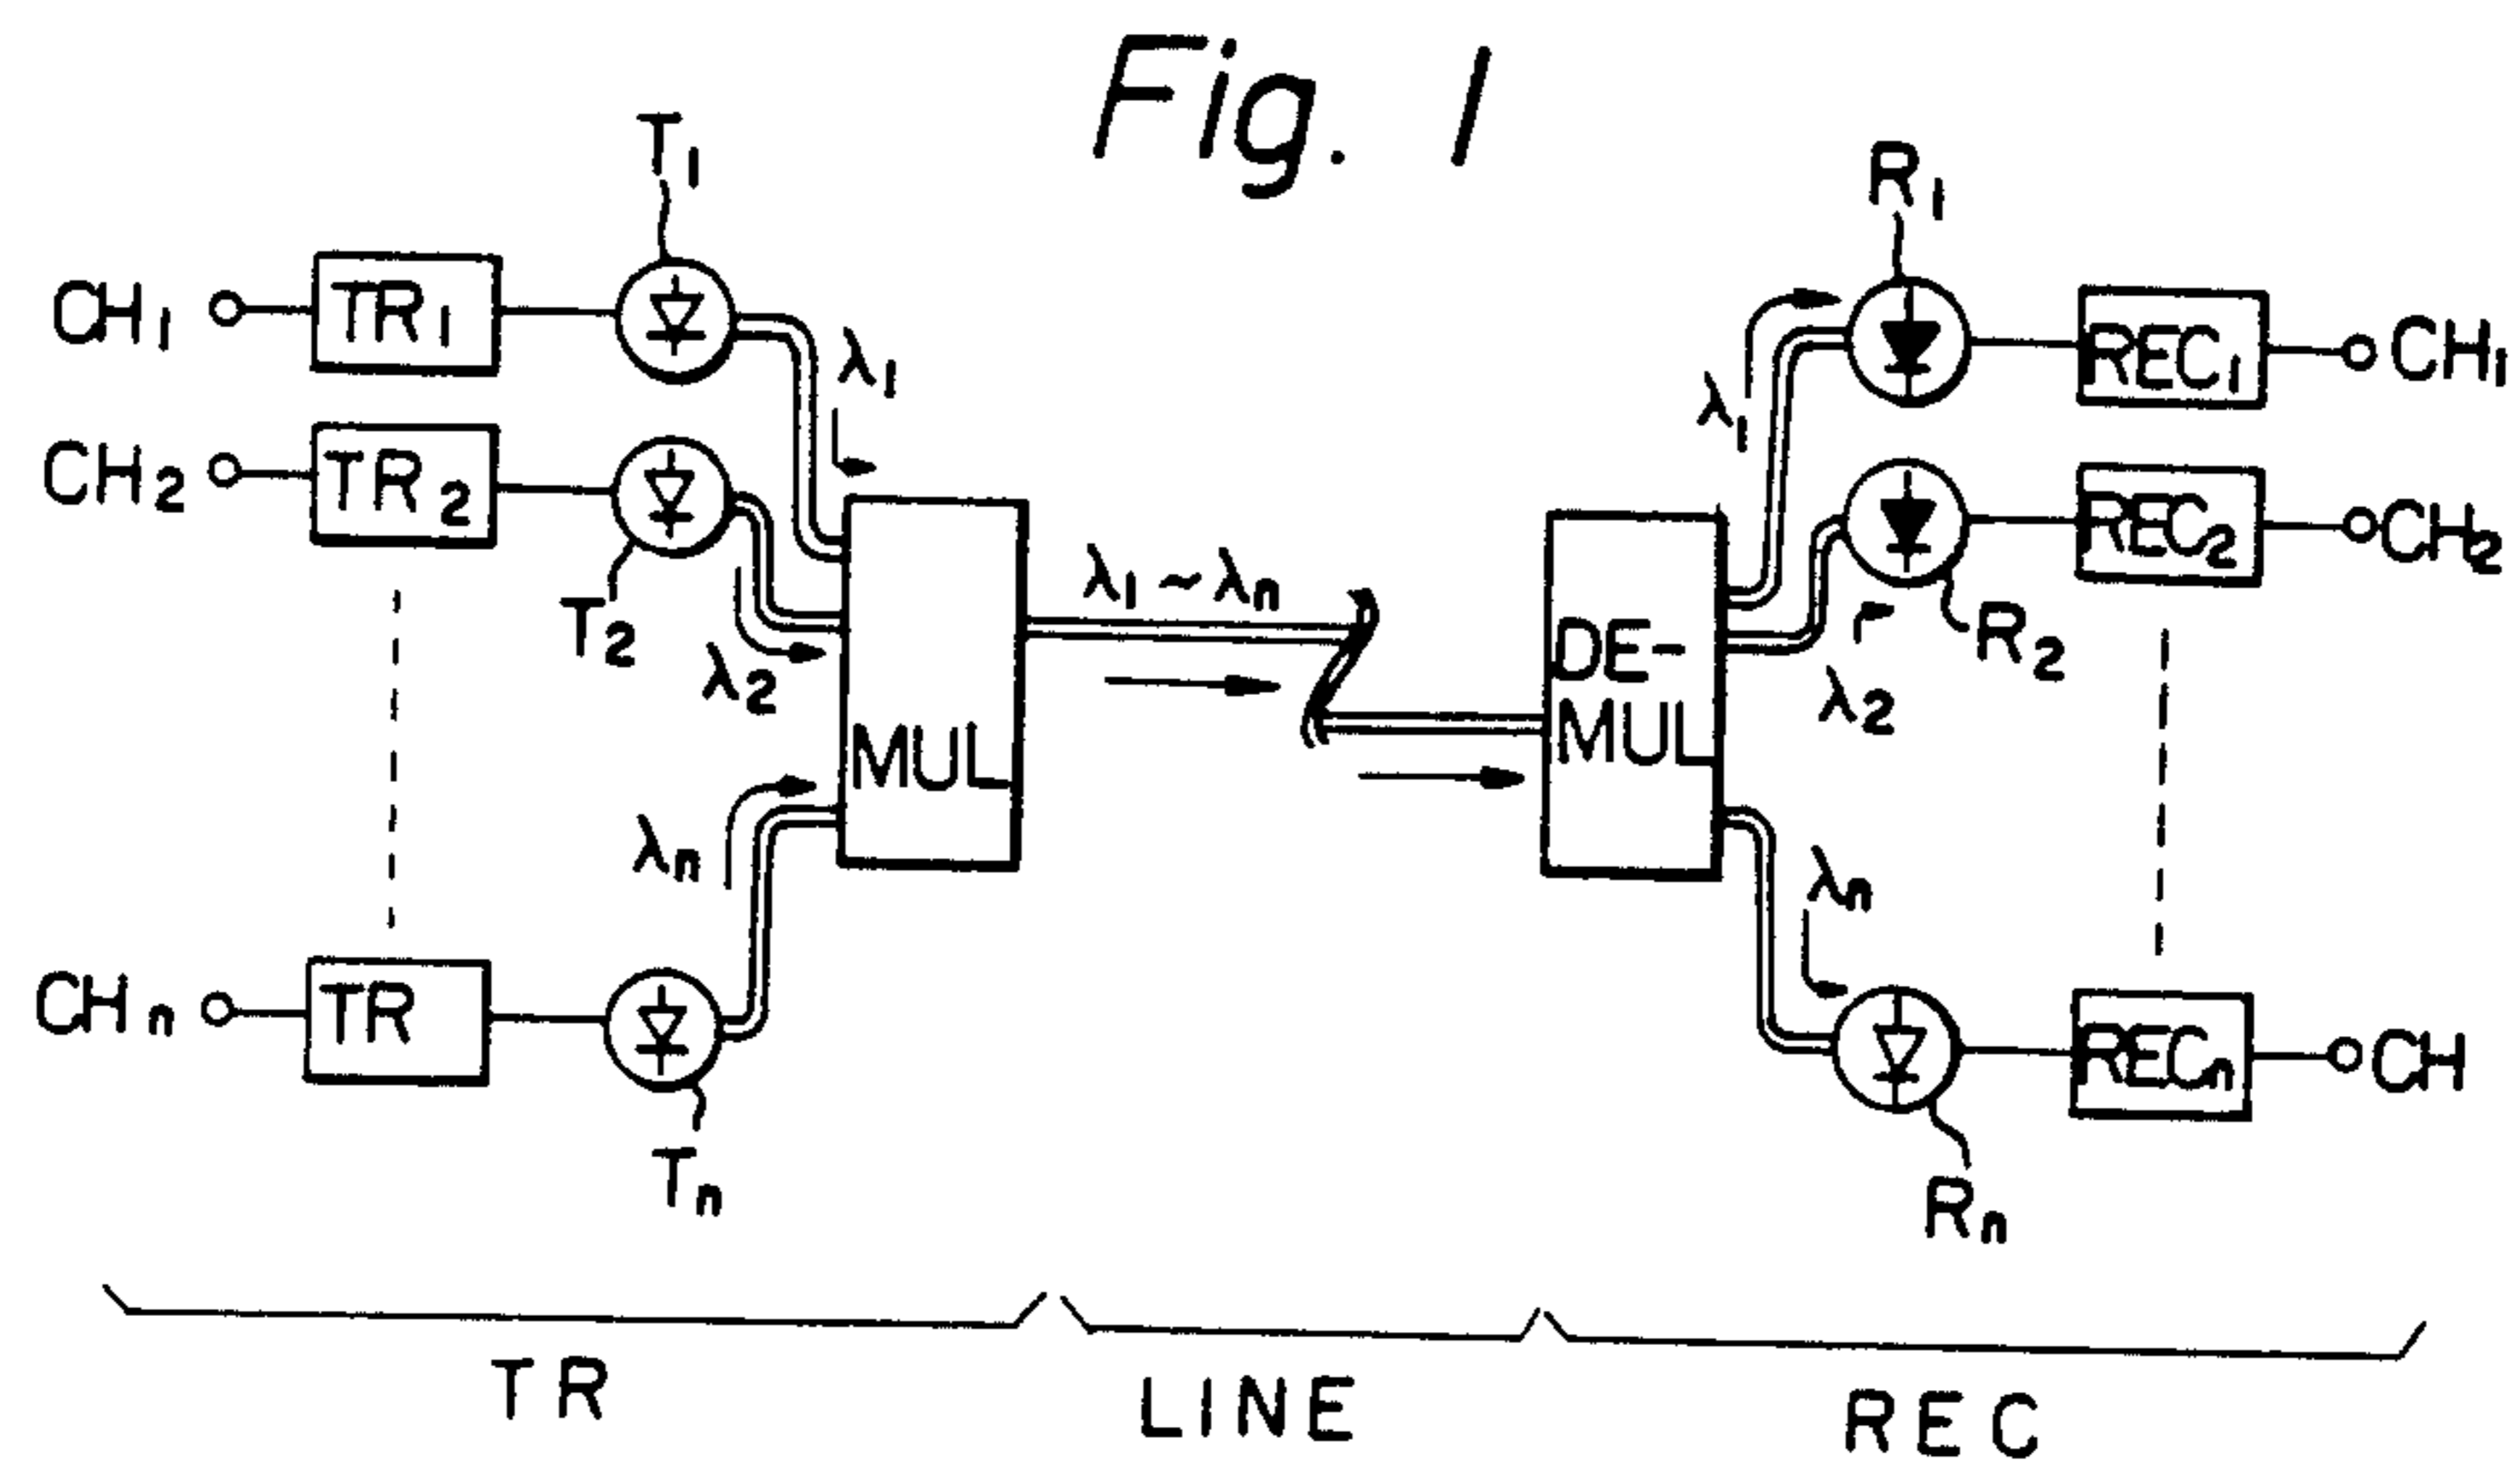 Fig. 1
T1
R1
CH1 TR1 λ1 λ1 REC1 CH1
CH2 TR2 REC2 CH2
T2 λ2 λ1~λn R2
λ2
MUL
DE-
MUL
λn λn
CHn TR RECn CH
Tn Rn
TR LINE REC